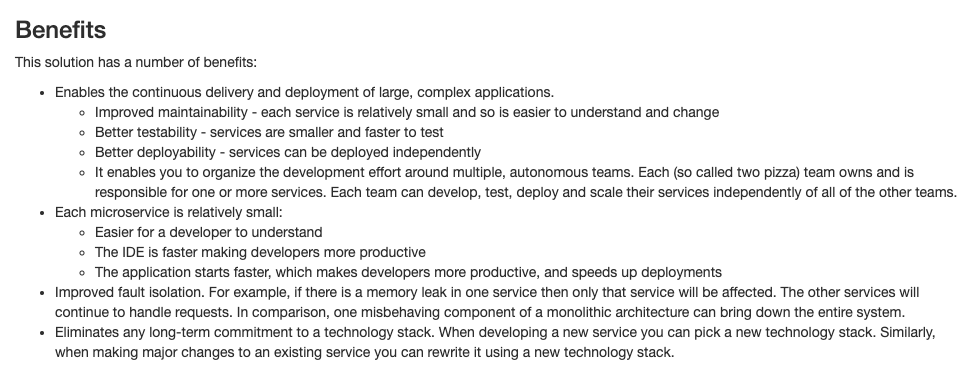 Benefits
This solution has a number of benefits:
• Enables the continuous delivery and deployment of large, complex applications.
◦ Improved maintainability - each service is relatively small and so is easier to understand and change
◦ Better testability - services are smaller and faster to test
◦ Better deployability - services can be deployed independently
◦ It enables you to organize the development effort around multiple, autonomous teams. Each (so called two pizza) team owns and is
responsible for one or more services. Each team can develop, test, deploy and scale their services independently of all of the other teams.
• Each microservice is relatively small:
◦ Easier for a developer to understand
◦ The IDE is faster making developers more productive
◦ The application starts faster, which makes developers more productive, and speeds up deployments
• Improved fault isolation. For example, if there is a memory leak in one service then only that service will be affected. The other services will
continue to handle requests. In comparison, one misbehaving component of a monolithic architecture can bring down the entire system.
• Eliminates any long-term commitment to a technology stack. When developing a new service you can pick a new technology stack. Similarly,
when making major changes to an existing service you can rewrite it using a new technology stack.